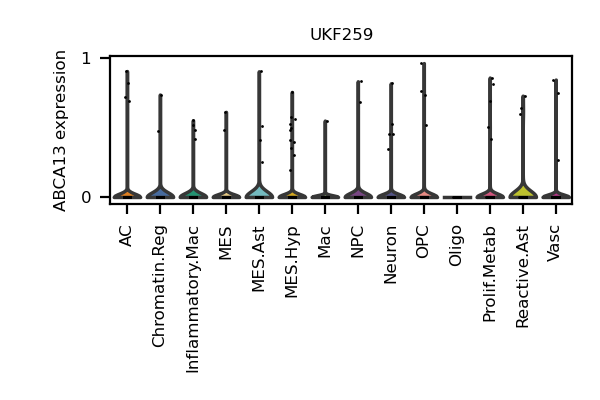 UKF259
ABCA13 expression
1
0
AC
Chromatin.Reg
Inflammatory.Mac
MES
MES.Ast
MES.Hyp
Mac
NPC
Neuron
OPC
Oligo
Prolif.Metab
Reactive.Ast
Vasc